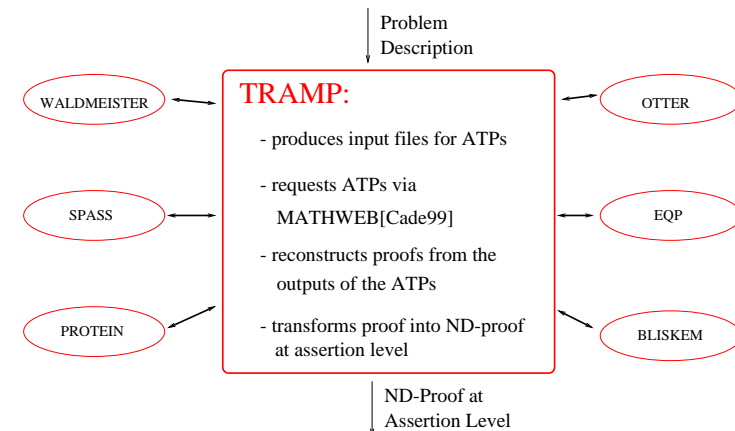 Problem
Description
WALDMEISTER
TRAMP:
OTTER
- produces input files for ATPs
- requests ATPs via
MATHWEB[Cade99]
SPASS
EQP
- reconstructs proofs from the
outputs of the ATPs
- transforms proof into ND-proof
at assertion level
PROTEIN
BLISKEM
ND-Proof at
Assertion Level